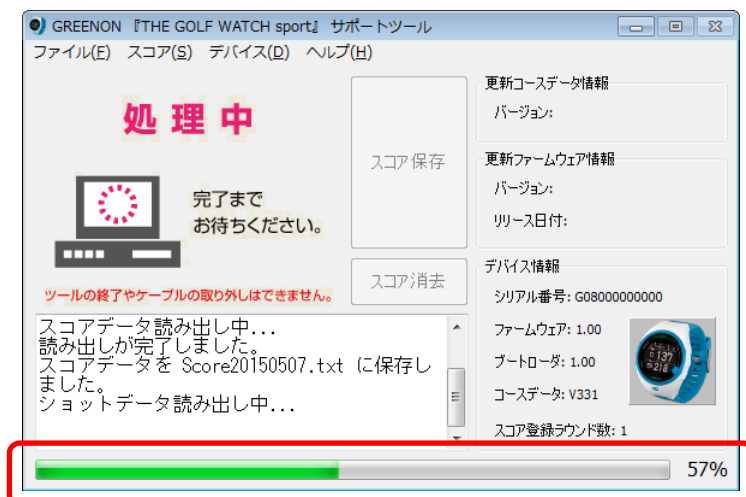 GREENON 『THE GOLF WATCH sport』 サポートツール
ファイル(F) スコア(S) デバイス(D) ヘルプ(H)
処理中
完了まで
お待ちください。
ツールの終了やケーブルの取り外しはできません。
スコア保存
スコア消去
更新コースデータ情報
バージョン:
更新ファームウェア情報
バージョン:
リリース日付:
デバイス情報
シリアル番号: G08000000000
ファームウェア: 1.00
ブートローダ: 1.00
コースデータ: V331
スコア登録ラウンド数: 1
スコアデータ読み出し中...
読み出しが完了しました。
スコアデータを Score20150507.txt に保存し
ました。
ショットデータ読み出し中...
57%